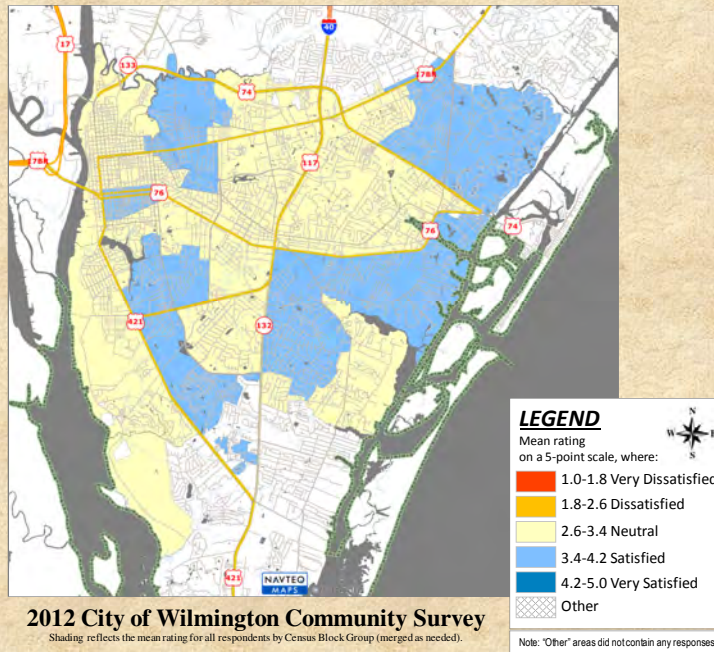 40
17
133
74
178R
117
178R
76
76
74
421
132
421
NAVTEQ
MAPS
LEGEND
Mean rating
on a 5-point scale, where:
N
W
E
S
1.0-1.8 Very Dissatisfied
1.8-2.6 Dissatisfied
2.6-3.4 Neutral
3.4-4.2 Satisfied
4.2-5.0 Very Satisfied
Other
2012 City of Wilmington Community Survey
Shading reflects the mean rating for all respondents by Census Block Group (merged as needed).
Note: "Other" areas did not contain any responses